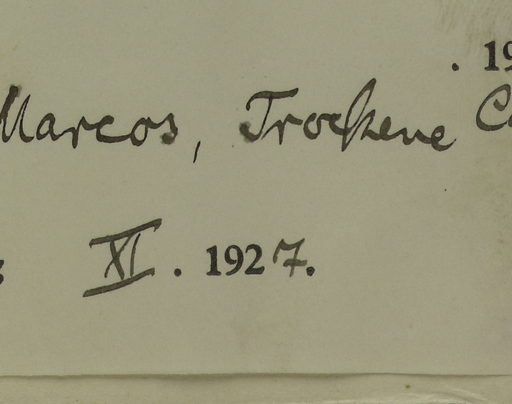 . 19
Marcos, Trockene
XI. 1927.